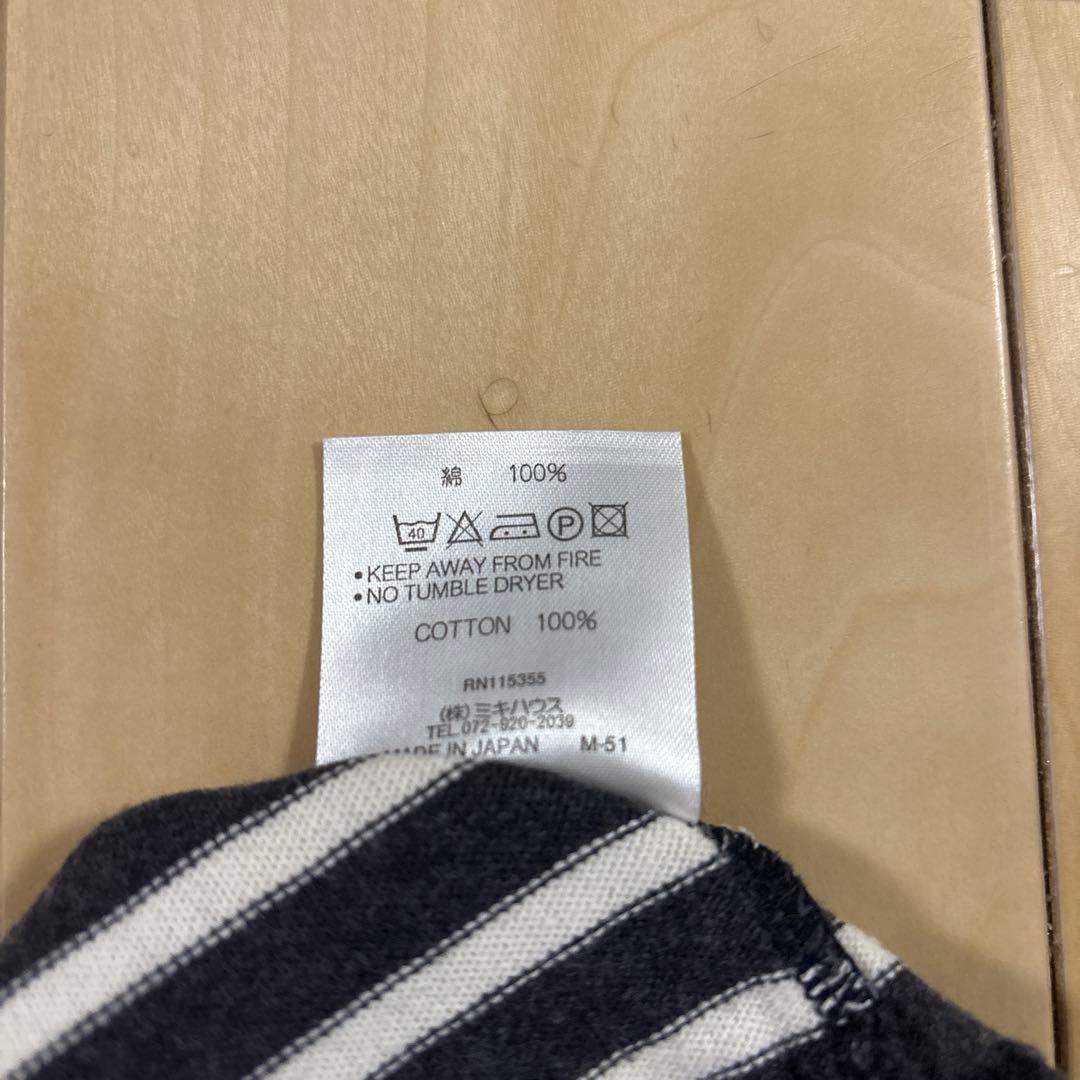 綿 100%
40 P
•KEEP AWAY FROM FIRE
•NO TUMBLE DRYER
COTTON 100%
RN115355
(株)ミキハウス
TEL.072-920-2039
MADE IN JAPAN M-51